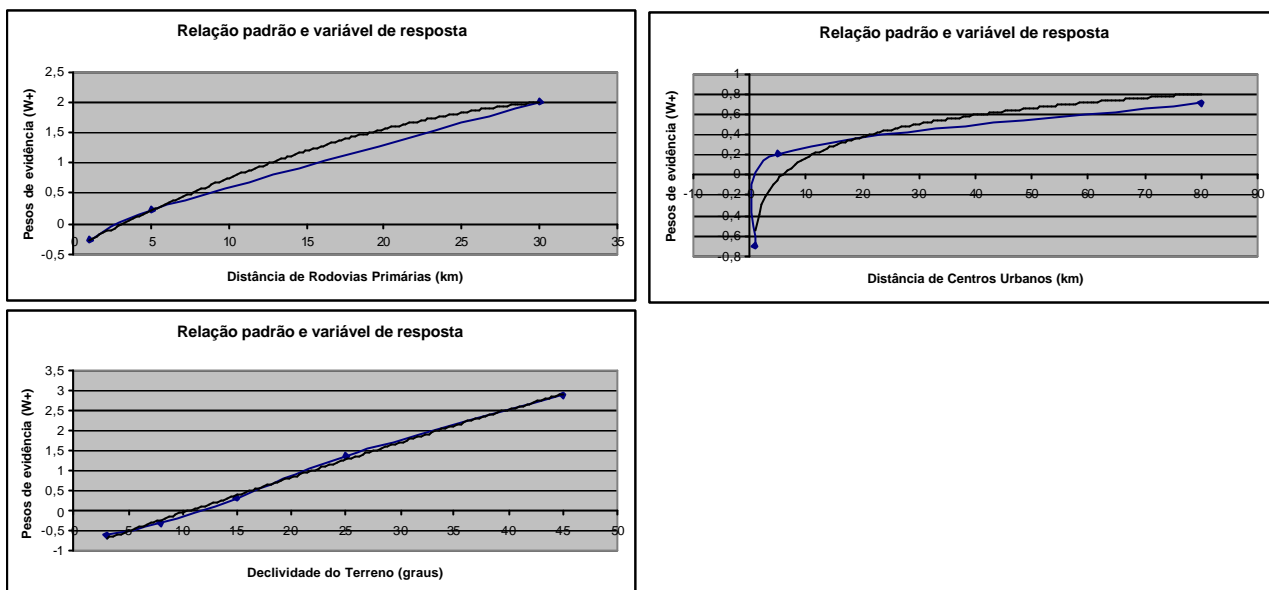 Relação padrão e variável de resposta
Pesos de evidência (W+)
2,5
2
1,5
1
0,5
0
-0,5
0 5 10 15 20 25 30 35
Distância de Rodovias Primárias (km)
Relação padrão e variável de resposta
Pesos de evidência (W+)
1
0,8
0,6
0,4
0,2
0
-0,2
-0,4
-0,6
-0,8
-10 0 10 20 30 40 50 60 70 80 90
Distância de Centros Urbanos (km)
Relação padrão e variável de resposta
Pesos de evidência (W+)
3,5
3
2,5
2
1,5
1
0,5
0
-0,5
-1
0 5 10 15 20 25 30 35 40 45 50
Declividade do Terreno (graus)